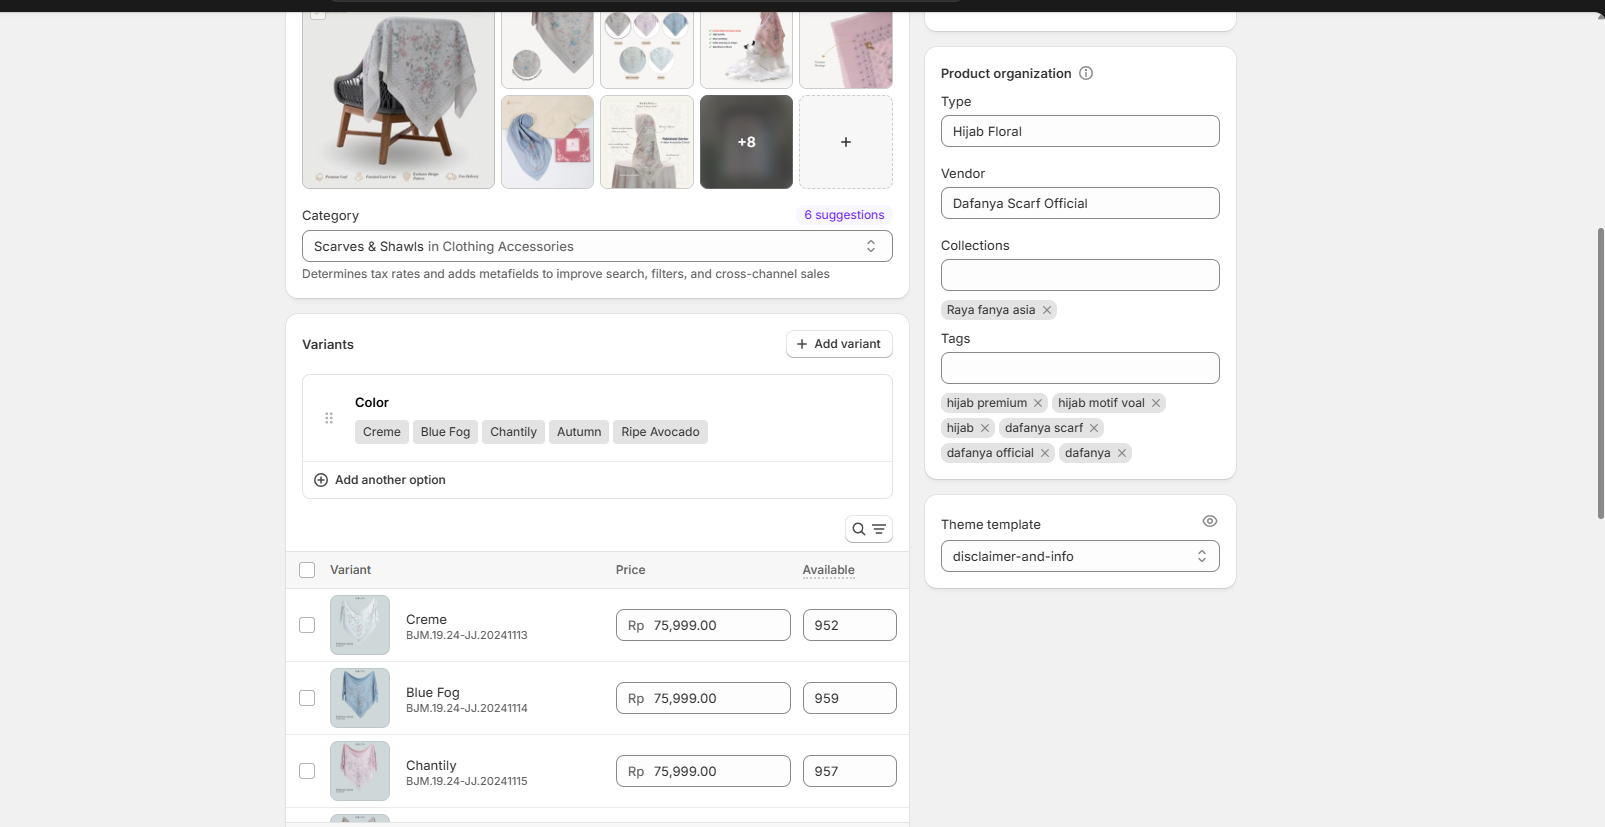 +8
+
Category
6 suggestions
Scarves & Shawls in Clothing Accessories
Determines tax rates and adds metafields to improve search, filters, and cross-channel sales
Variants
+ Add variant
Color
Creme
Blue Fog
Chantily
Autumn
Ripe Avocado
Add another option
Variant
Price
Available
Creme
BJM.19.24-JJ.20241113
Rp 75,999.00
952
Blue Fog
BJM.19.24-JJ.20241114
Rp 75,999.00
959
Chantily
BJM.19.24-JJ.20241115
Rp 75,999.00
957
Product organization
Type
Hijab Floral
Vendor
Dafanya Scarf Official
Collections
Raya fanya asia
Tags
hijab premium
hijab motif voal
hijab
dafanya scarf
dafanya official
dafanya
Theme template
disclaimer-and-info